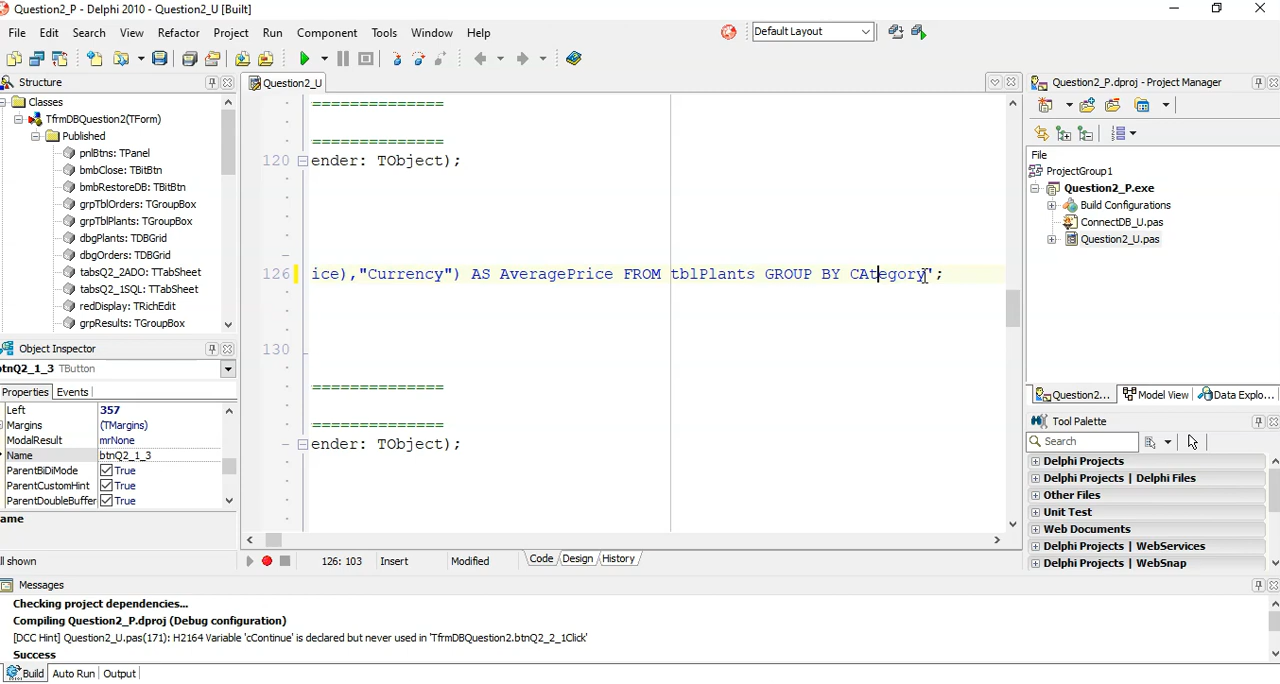 Question2_P - Delphi 2010 - Question2_U [Built]
File Edit Search View Refactor Project Run Component Tools Window Help
Default Layout
Structure
Classes
TfrmDBQuestion2(TForm)
Published
pnlBtns: TPanel
bmbClose: TBitBtn
bmbRestoreDB: TBitBtn
grpTblOrders: TGroupBox
grpTblPlants: TGroupBox
dbgPlants: TDBGrid
dbgOrders: TDBGrid
tabsQ2_2ADO: TTabSheet
tabsQ2_1SQL: TTabSheet
redDisplay: TRichEdit
grpResults: TGroupBox
Object Inspector
btnQ2_1_3 TButton
Properties Events
Left 357
Margins (TMargins)
ModalResult mrNone
Name btnQ2_1_3
ParentBiDiMode True
ParentCustomHint True
ParentDoubleBuffer True
ame
ll shown
Question2_U
==============
==============
120 ender: TObject);
126 ice),"Currency") AS AveragePrice FROM tblPlants GROUP BY CAtegory';
130
==============
==============
ender: TObject);
126: 103 Insert Modified Code Design History
Question2_P.dproj - Project Manager
File
ProjectGroup1
Question2_P.exe
Build Configurations
ConnectDB_U.pas
Question2_U.pas
Question2... Model View Data Explo...
Tool Palette
Search
Delphi Projects
Delphi Projects | Delphi Files
Other Files
Unit Test
Web Documents
Delphi Projects | WebServices
Delphi Projects | WebSnap
Messages
Checking project dependencies...
Compiling Question2_P.dproj (Debug configuration)
[DCC Hint] Question2_U.pas(171): H2164 Variable 'cContinue' is declared but never used in 'TfrmDBQuestion2.btnQ2_2_1Click'
Success
Build Auto Run Output